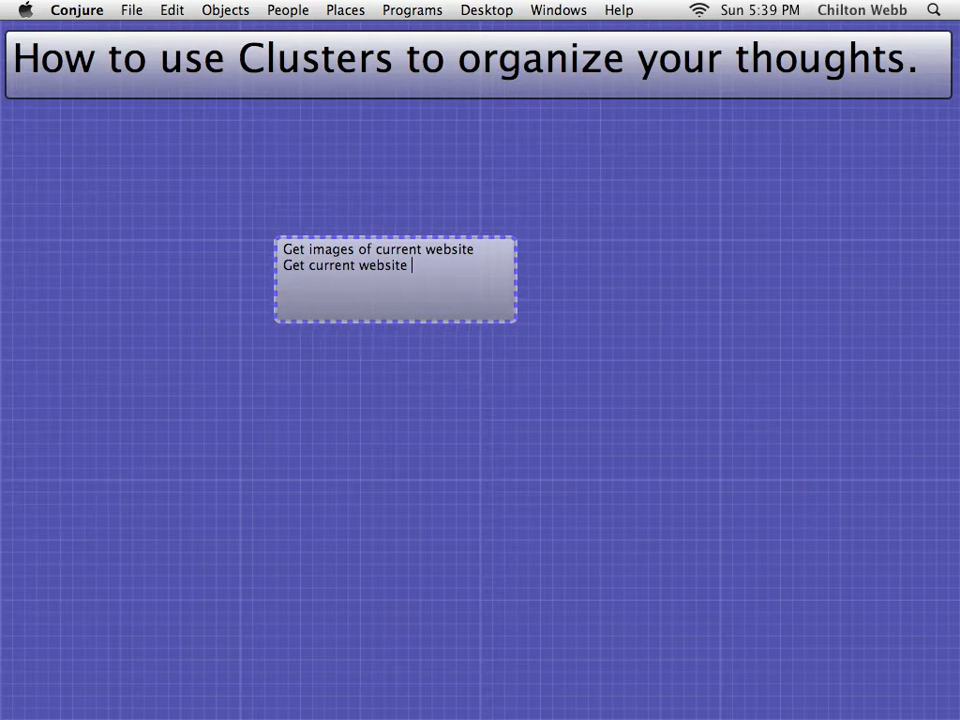 Conjure File Edit Objects People Places Programs Desktop Windows Help Sun 5:39 PM Chilton Webb
How to use Clusters to organize your thoughts.
Get images of current website
Get current website